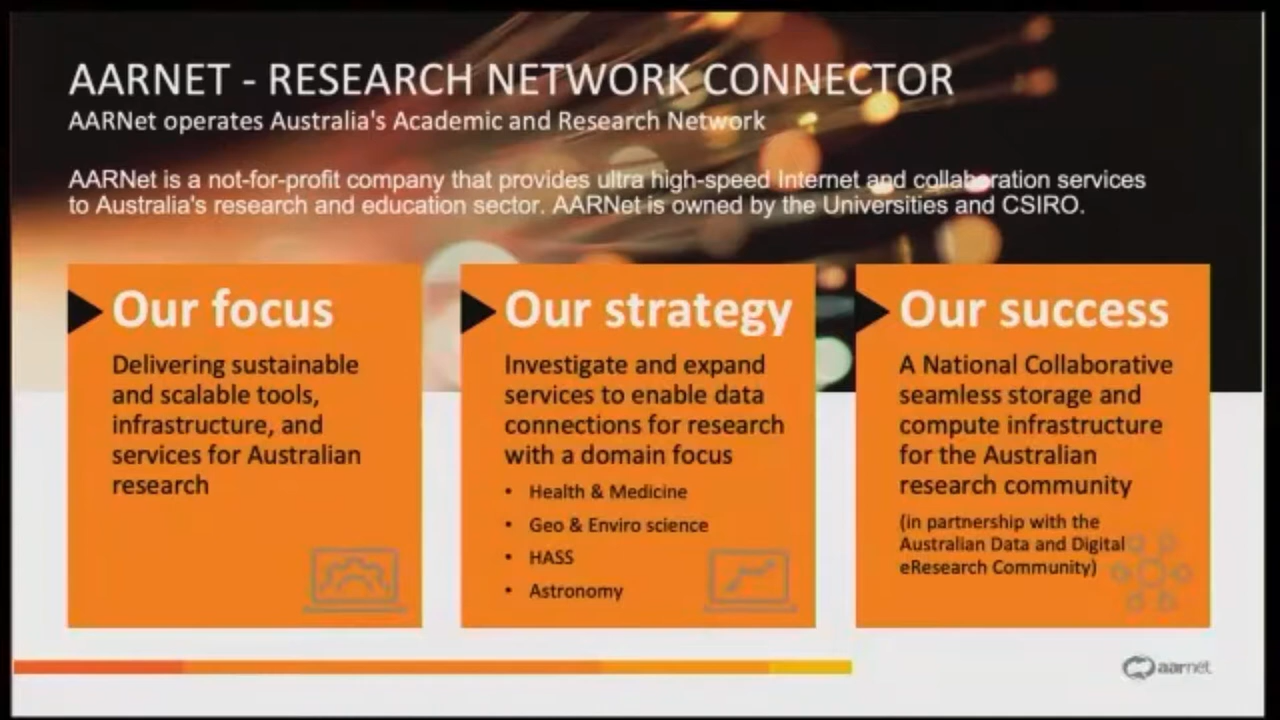 AARNET - RESEARCH NETWORK CONNECTOR
AARNet operates Australia's Academic and Research Network
AARNet is a not-for-profit company that provides ultra high-speed Internet and collaboration services
to Australia's research and education sector. AARNet is owned by the Universities and CSIRO.
Our focus
Delivering sustainable
and scalable tools,
infrastructure, and
services for Australian
research
Our strategy
Investigate and expand
services to enable data
connections for research
with a domain focus
• Health & Medicine
• Geo & Enviro science
• HASS
• Astronomy
Our success
A National Collaborative
seamless storage and
compute infrastructure
for the Australian
research community
(in partnership with the
Australian Data and Digital
eResearch Community)
aarnet